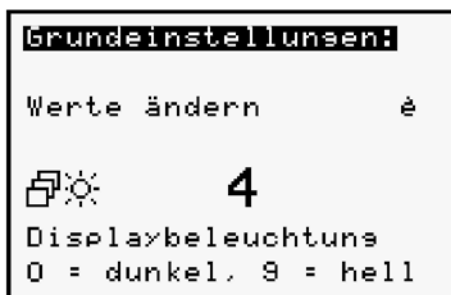 Grundeinstellungen:
Werte ändern è
4
Displaybeleuchtung
0 = dunkel, 9 = hell